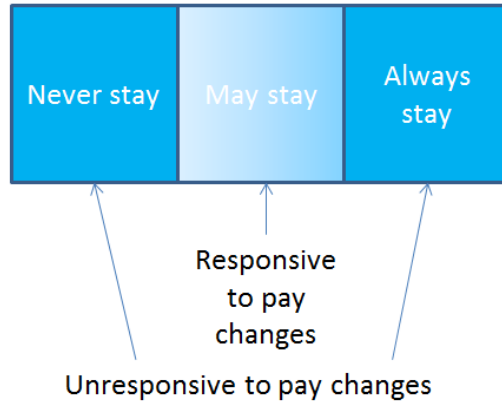 Never stay
May stay
Always
stay
Responsive
to pay
changes
Unresponsive to pay changes